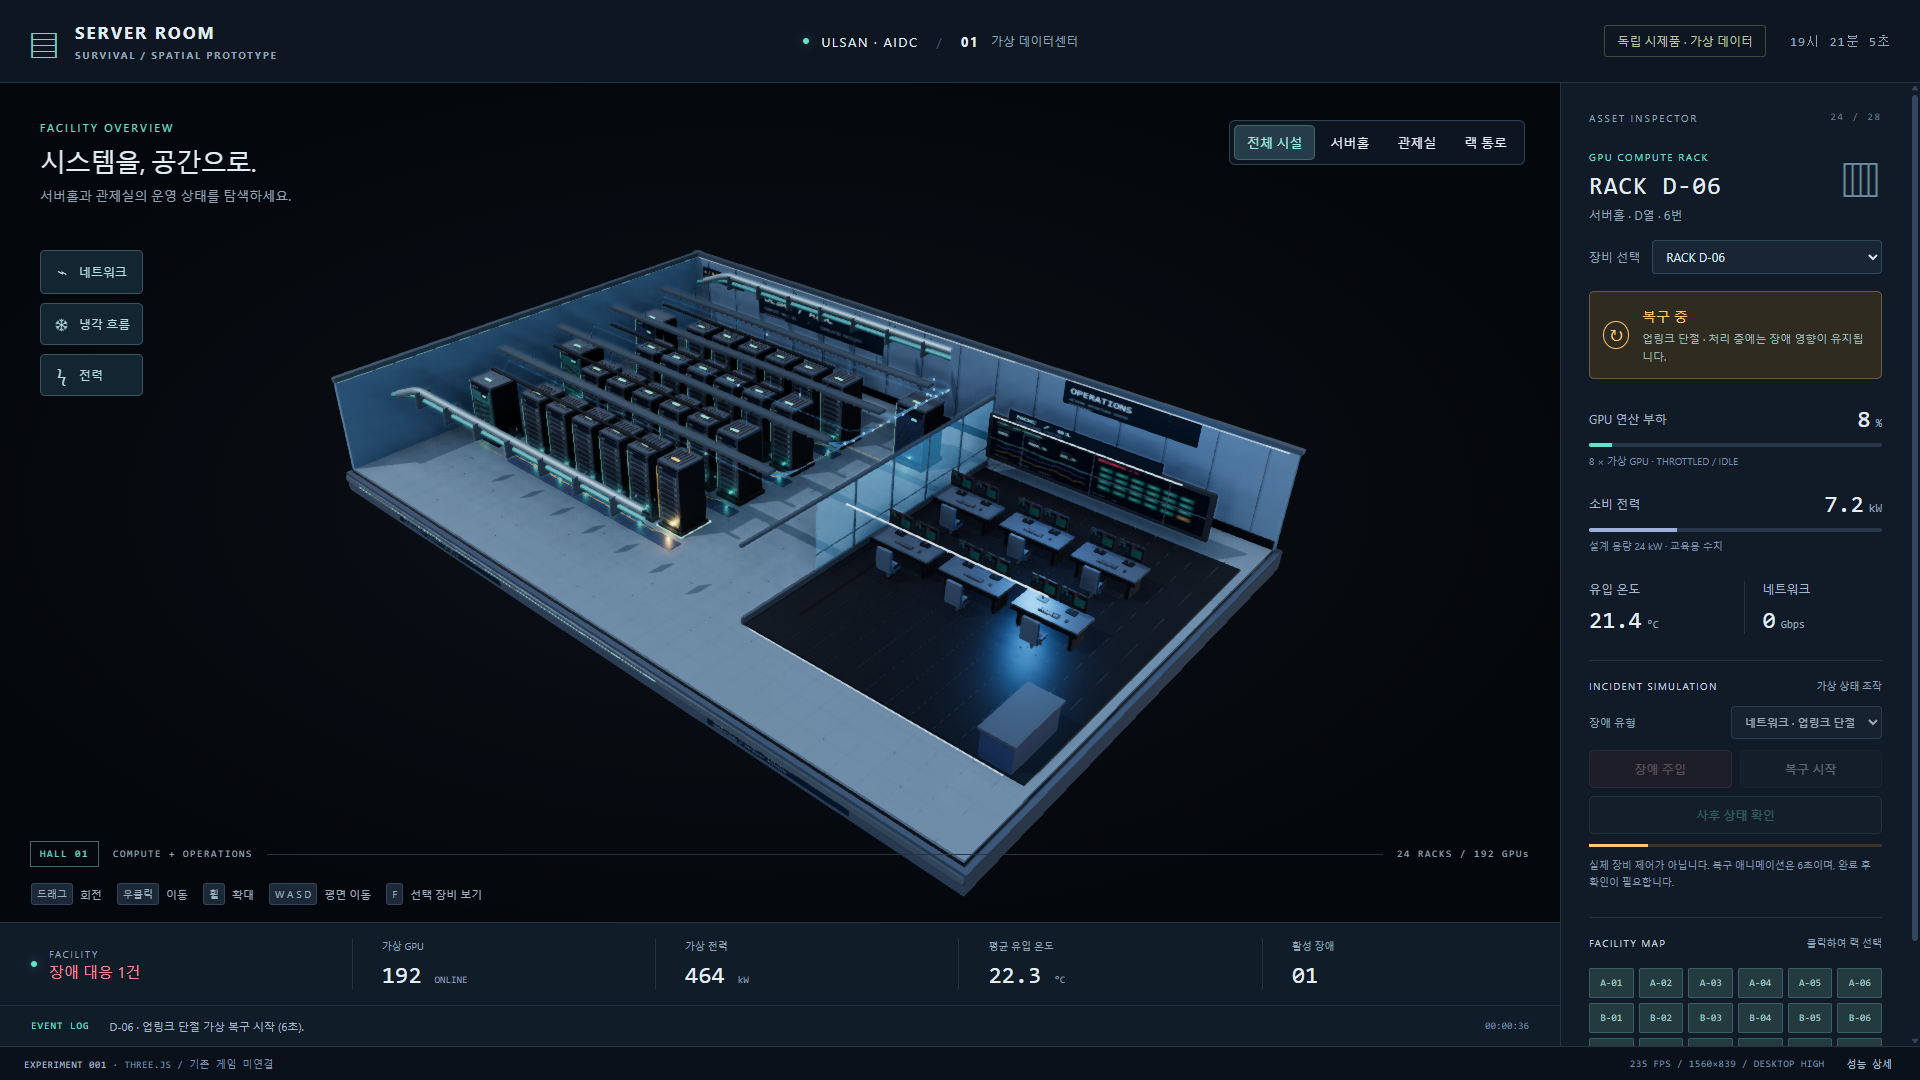 SERVER ROOM
SURVIVAL / SPATIAL PROTOTYPE
ULSAN · AIDC / 01 가상 데이터센터
독립 시제품 · 가상 데이터
19시 21분 5초
FACILITY OVERVIEW
시스템을, 공간으로.
서버홀과 관제실의 운영 상태를 탐색하세요.
전체 시설 서버홀 관제실 랙 통로
네트워크
냉각 흐름
전력
OPERATIONS
HALL 01 COMPUTE + OPERATIONS
24 RACKS / 192 GPUs
드래그 회전 우클릭 이동 휠 확대 WASD 평면 이동 F 선택 장비 보기
FACILITY
장애 대응 1건
가상 GPU
192 ONLINE
가상 전력
464 kW
평균 유입 온도
22.3 °C
활성 장애
01
EVENT LOG D-06 · 업링크 단절 가상 복구 시작 (6초).
00:00:36
EXPERIMENT 001 · THREE.JS / 기존 게임 미연결
235 FPS / 1560×839 / DESKTOP HIGH 성능 상세
ASSET INSPECTOR 24 / 28
GPU COMPUTE RACK
RACK D-06
서버홀 · D열 · 6번
장비 선택 RACK D-06
복구 중
업링크 단절 · 처리 중에는 장애 영향이 유지됩
니다.
GPU 연산 부하 8 %
8 × 가상 GPU · THROTTLED / IDLE
소비 전력 7.2 kW
설계 용량 24 kW · 교육용 수치
유입 온도
21.4 °C
네트워크
0 Gbps
INCIDENT SIMULATION 가상 상태 조작
장애 유형 네트워크 · 업링크 단절
장애 주입 복구 시작
사후 상태 확인
실제 장비 제어가 아닙니다. 복구 애니메이션은 6초이며, 완료 후
확인이 필요합니다.
FACILITY MAP 클릭하여 랙 선택
A-01 A-02 A-03 A-04 A-05 A-06
B-01 B-02 B-03 B-04 B-05 B-06